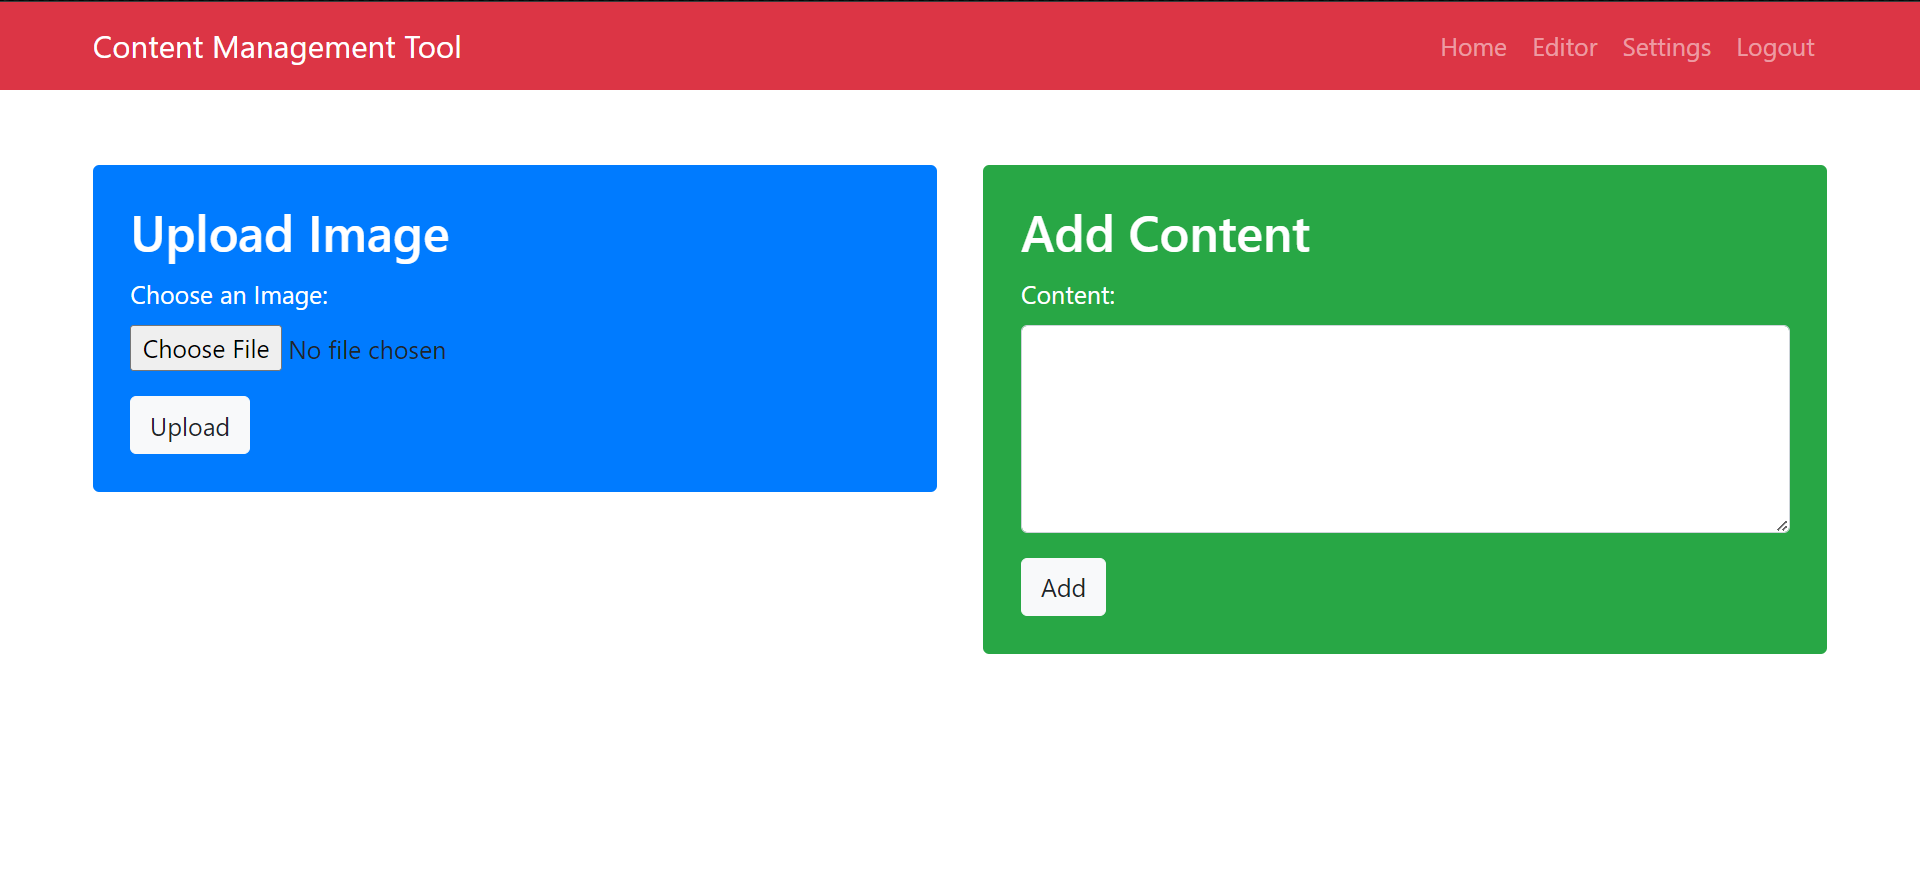 Content Management Tool
Home Editor Settings Logout
Upload Image
Choose an Image:
Choose File No file chosen
Upload
Add Content
Content:
Add